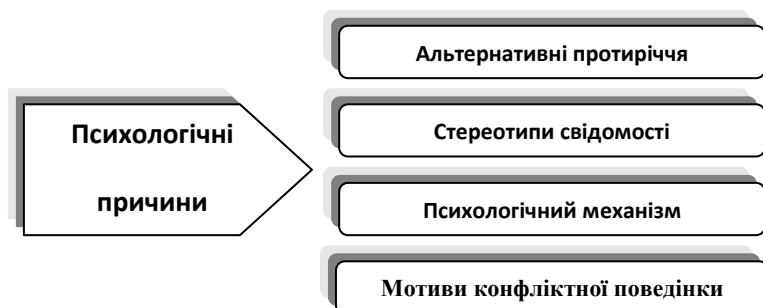 Психологічні
причини
Альтернативні протиріччя
Стереотипи свідомості
Психологічний механізм
Мотиви конфліктної поведінки